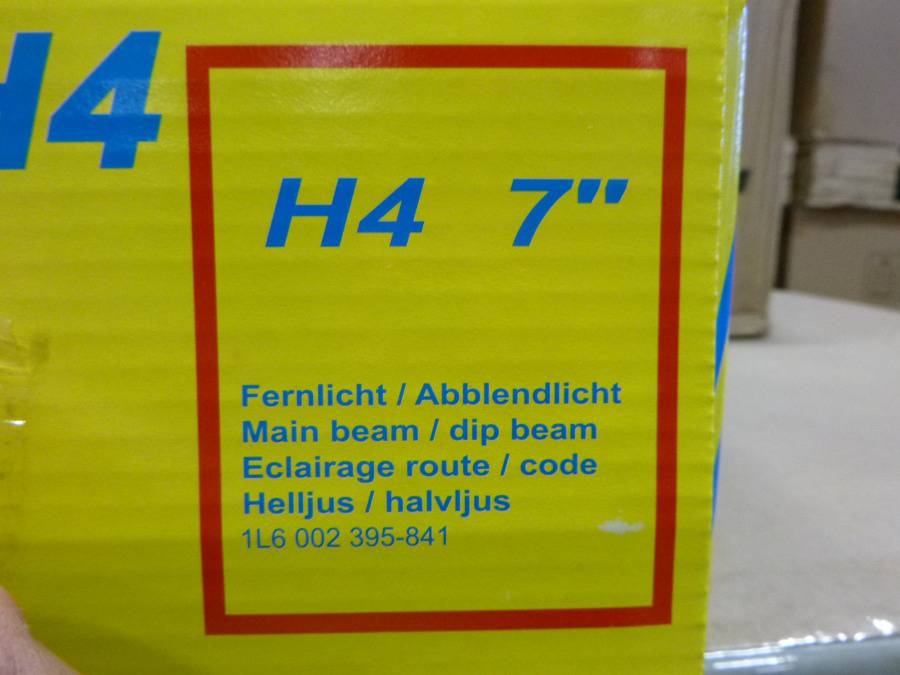 H4
H4 7"
Fernlicht / Abblendlicht
Main beam / dip beam
Eclairage route / code
Helljus / halvljus
1L6 002 395-841